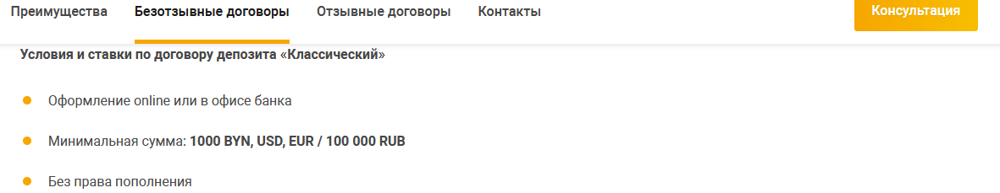 Преимущества Безотзывные договоры Отзывные договоры Контакты Консультация
Условия и ставки по договору депозита «Классический»
Оформление online или в офисе банка
Минимальная сумма: 1000 BYN, USD, EUR / 100 000 RUB
Без права пополнения